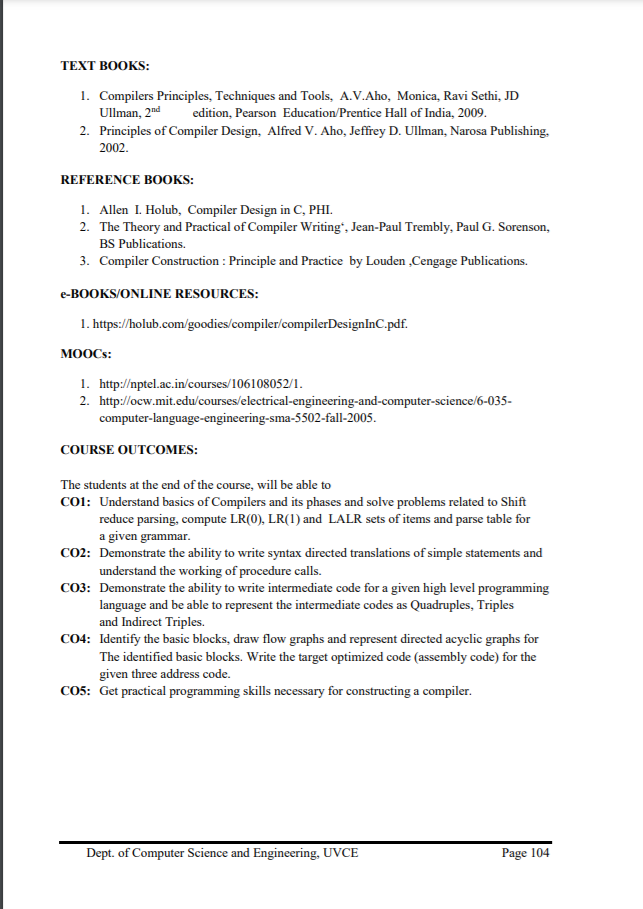 TEXT BOOKS:
1. Compilers Principles, Techniques and Tools, A.V.Aho, Monica, Ravi Sethi, JD
Ullman, 2nd edition, Pearson Education/Prentice Hall of India, 2009.
2. Principles of Compiler Design, Alfred V. Aho, Jeffrey D. Ullman, Narosa Publishing,
2002.
REFERENCE BOOKS:
1. Allen I. Holub, Compiler Design in C, PHI.
2. The Theory and Practical of Compiler Writing‘, Jean-Paul Trembly, Paul G. Sorenson,
BS Publications.
3. Compiler Construction : Principle and Practice by Louden ,Cengage Publications.
e-BOOKS/ONLINE RESOURCES:
1. https://holub.com/goodies/compiler/compilerDesignInC.pdf.
MOOCs:
1. http://nptel.ac.in/courses/106108052/1.
2. http://ocw.mit.edu/courses/electrical-engineering-and-computer-science/6-035-
computer-language-engineering-sma-5502-fall-2005.
COURSE OUTCOMES:
The students at the end of the course, will be able to
CO1: Understand basics of Compilers and its phases and solve problems related to Shift
reduce parsing, compute LR(0), LR(1) and LALR sets of items and parse table for
a given grammar.
CO2: Demonstrate the ability to write syntax directed translations of simple statements and
understand the working of procedure calls.
CO3: Demonstrate the ability to write intermediate code for a given high level programming
language and be able to represent the intermediate codes as Quadruples, Triples
and Indirect Triples.
CO4: Identify the basic blocks, draw flow graphs and represent directed acyclic graphs for
The identified basic blocks. Write the target optimized code (assembly code) for the
given three address code.
CO5: Get practical programming skills necessary for constructing a compiler.
Dept. of Computer Science and Engineering, UVCE Page 104